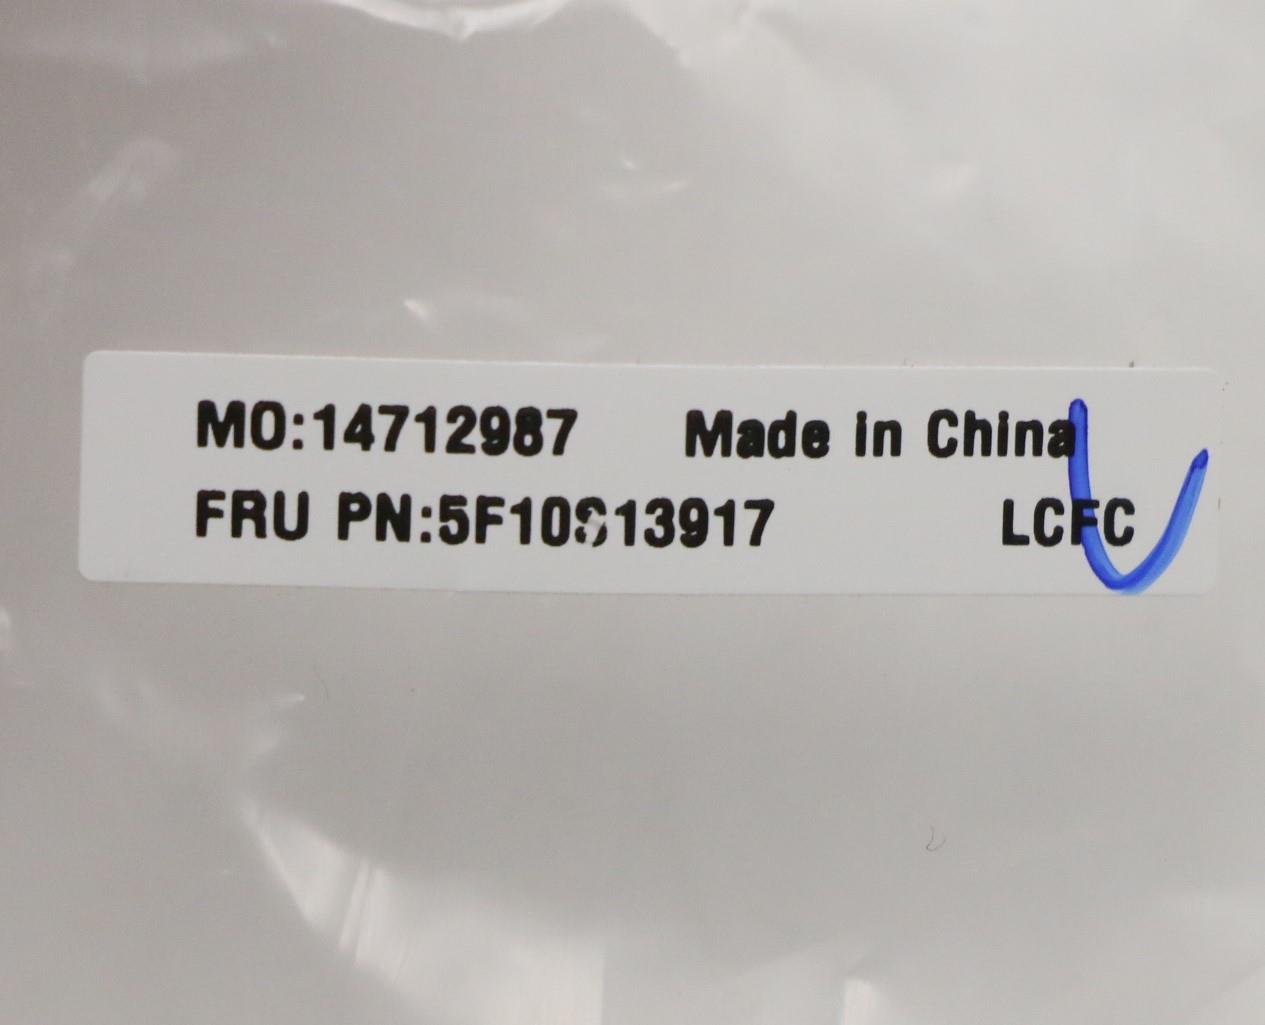 MO:14712987 Made in China
FRU PN:5F10S13917 LCFC